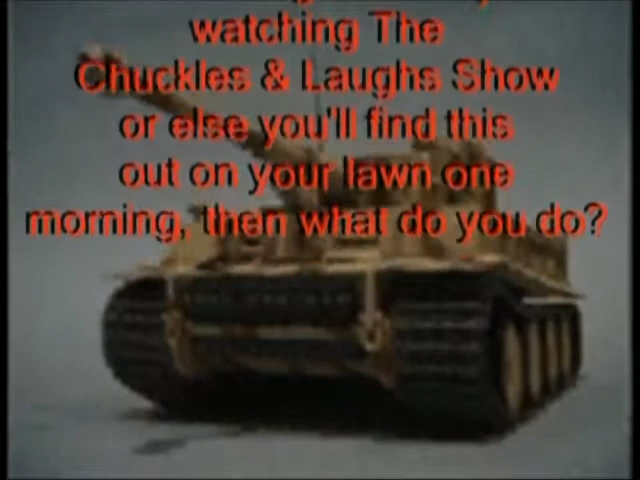 watching The
Chuckles & Laughs Show
or else you'll find this
out on your lawn one
morning, then what do you do?